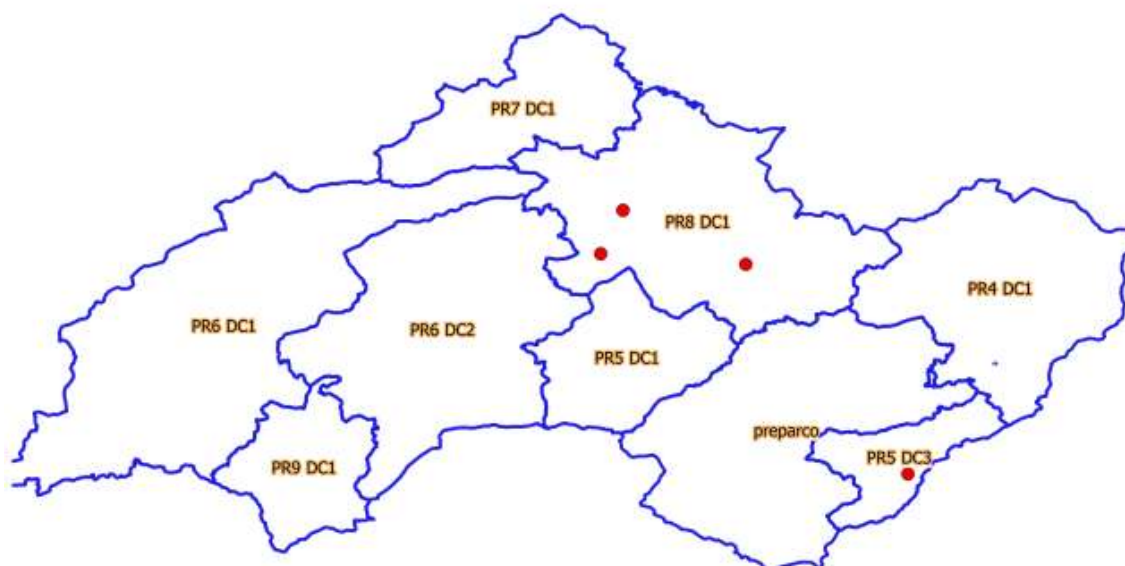 PR7 DC1
PR8 DC1
PR4 DC1
PR6 DC1
PR6 DC2
PR5 DC1
preparco
PR5 DC3
PR9 DC1